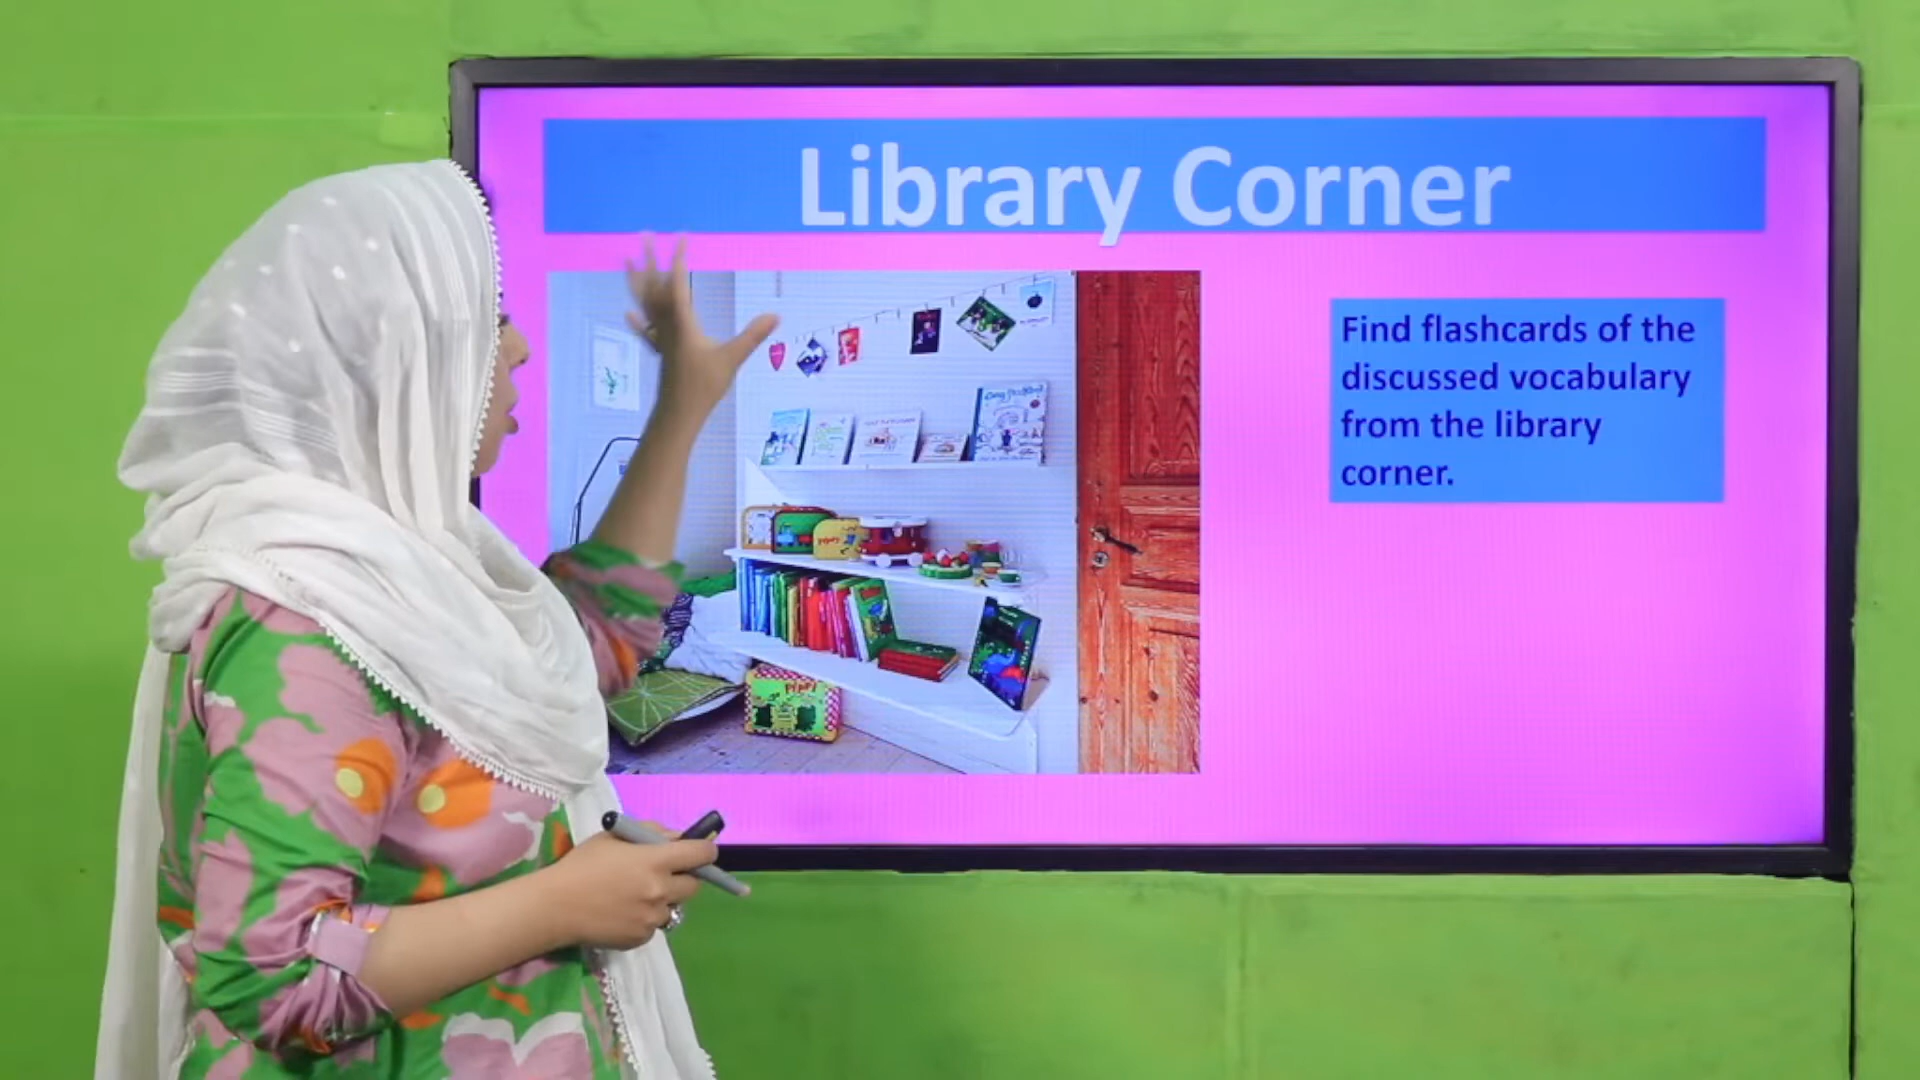 Library Corner
Find flashcards of the
discussed vocabulary
from the library
corner.